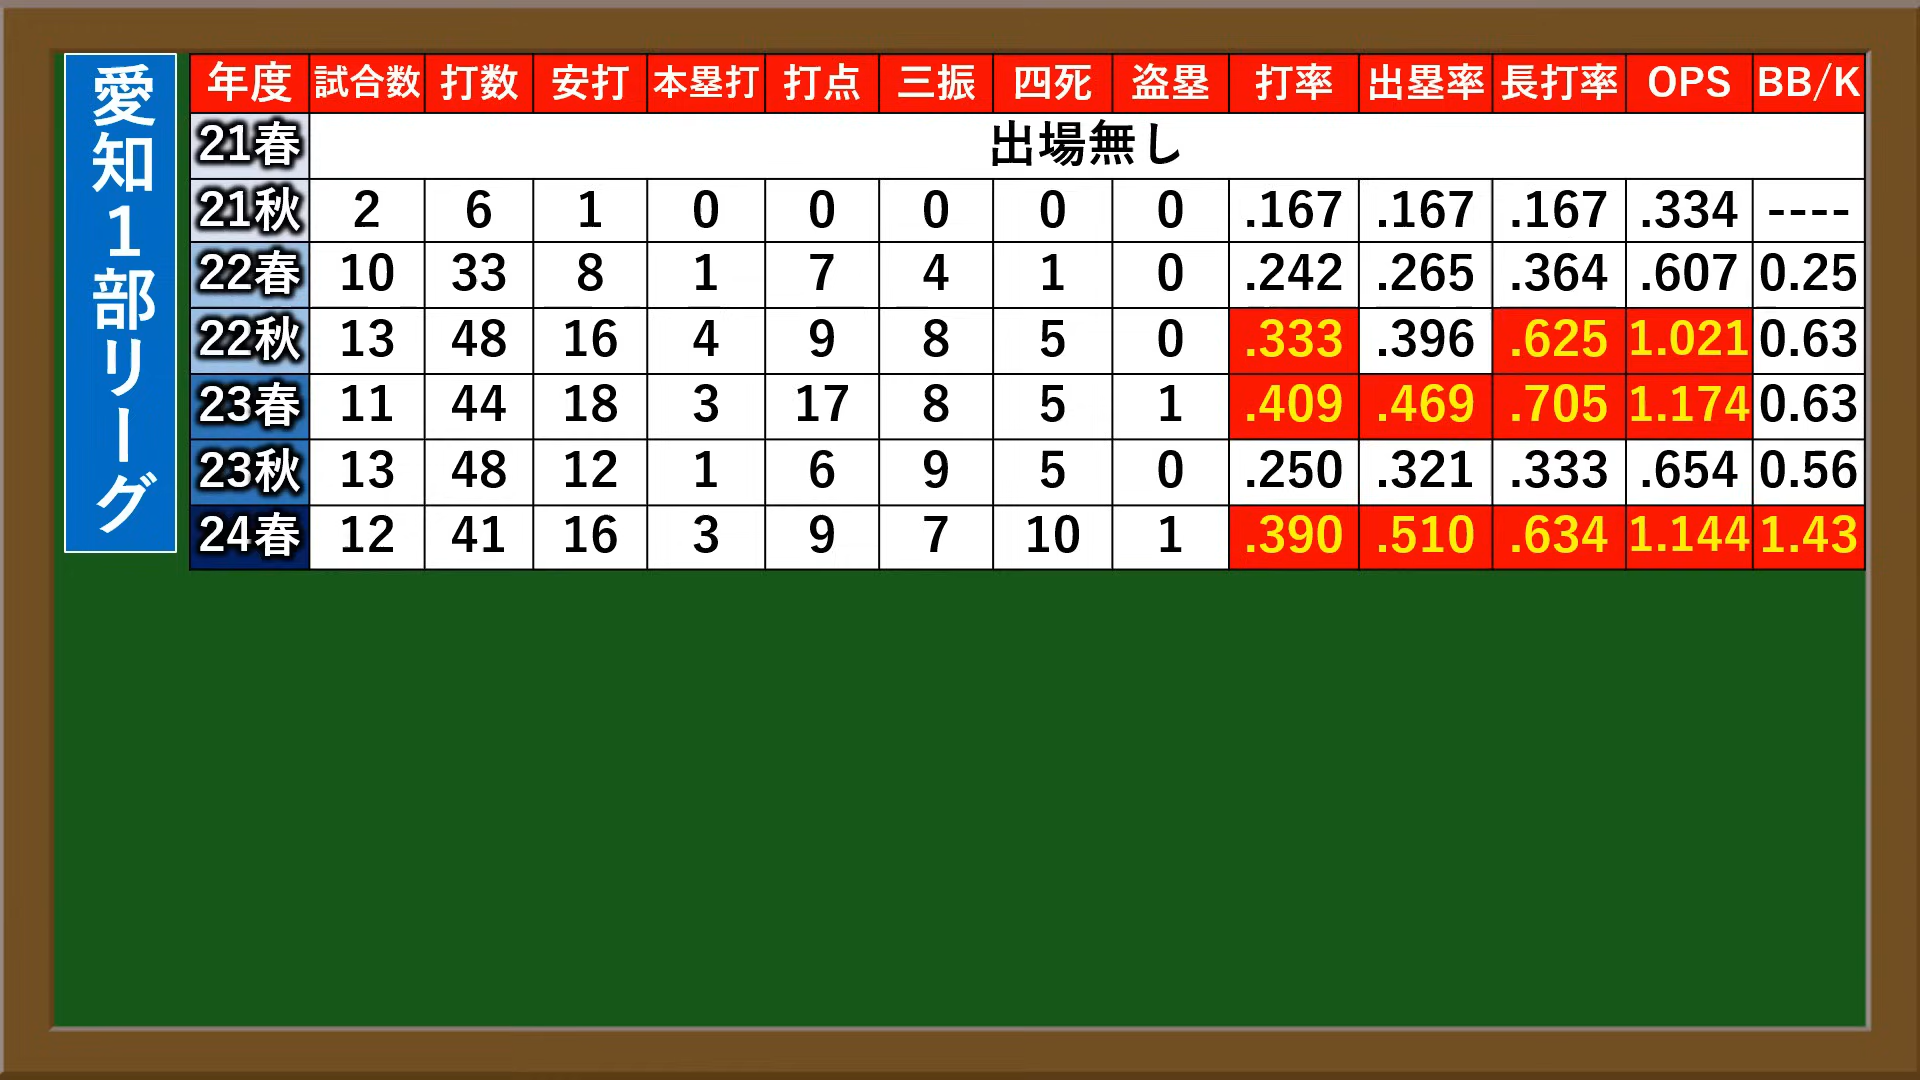 愛知1部リーグ
年度 試合数 打数 安打 本塁打 打点 三振 四死 盗塁 打率 出塁率 長打率 OPS BB/K
21春 出場無し
21秋 2 6 1 0 0 0 0 0 .167 .167 .167 .334 ----
22春 10 33 8 1 7 4 1 0 .242 .265 .364 .607 0.25
22秋 13 48 16 4 9 8 5 0 .333 .396 .625 1.021 0.63
23春 11 44 18 3 17 8 5 1 .409 .469 .705 1.174 0.63
23秋 13 48 12 1 6 9 5 0 .250 .321 .333 .654 0.56
24春 12 41 16 3 9 7 10 1 .390 .510 .634 1.144 1.43